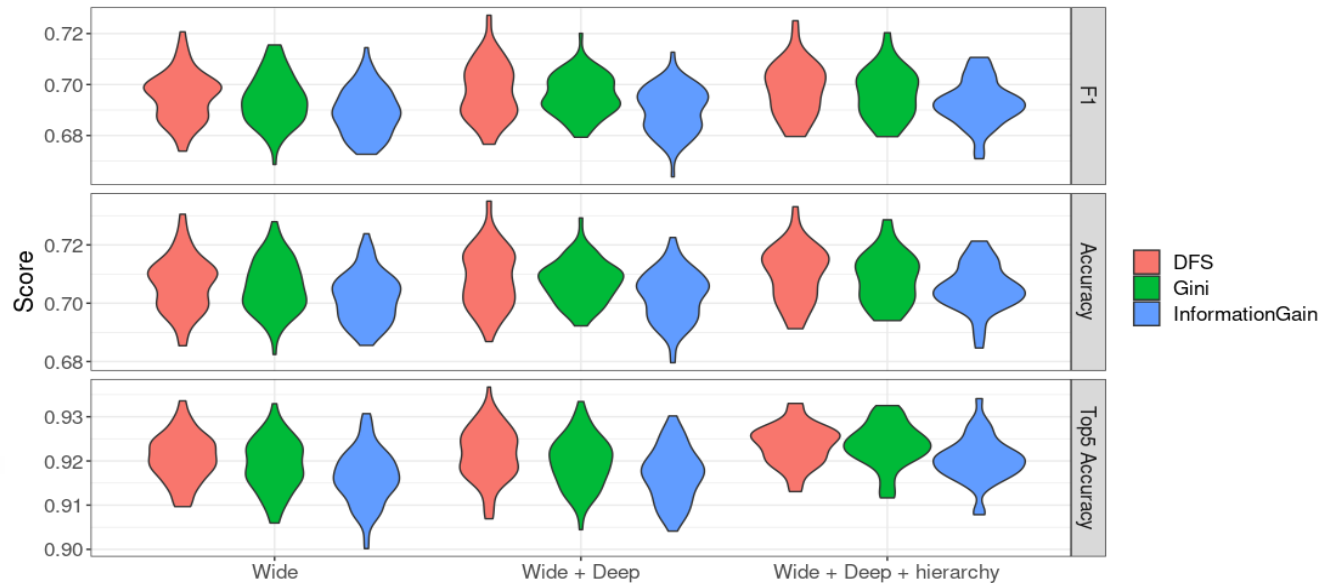 0.72
0.70
0.68
F1
0.72
0.70
0.68
Accuracy
0.93
0.92
0.91
0.90
Top5 Accuracy
Score
Wide
Wide + Deep
Wide + Deep + hierarchy
DFS
Gini
InformationGain